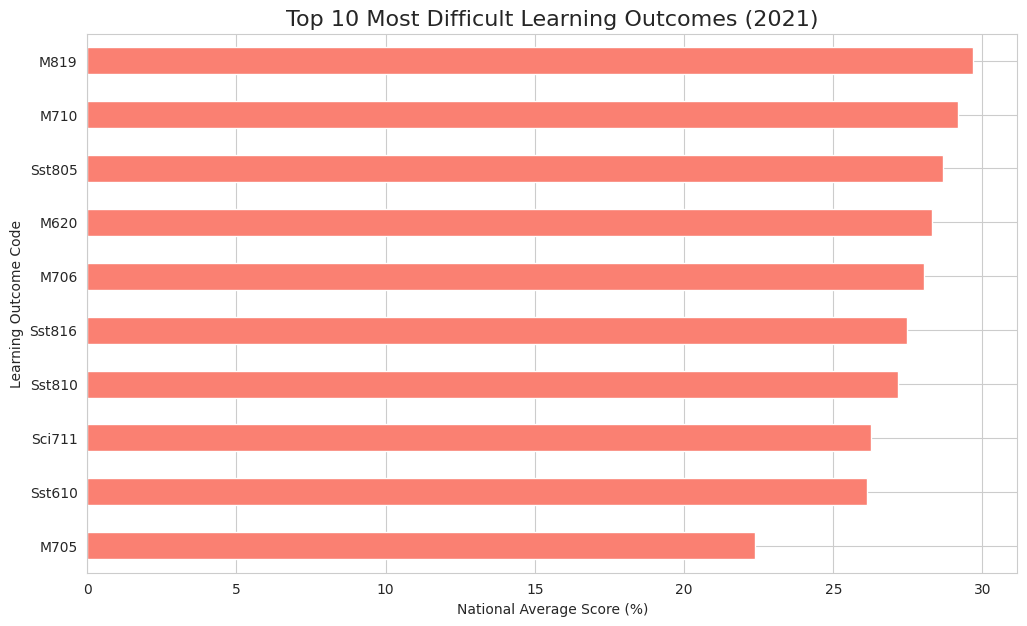 Top 10 Most Difficult Learning Outcomes (2021)
Learning Outcome Code
M819
M710
Sst805
M620
M706
Sst816
Sst810
Sci711
Sst610
M705
0 5 10 15 20 25 30
National Average Score (%)